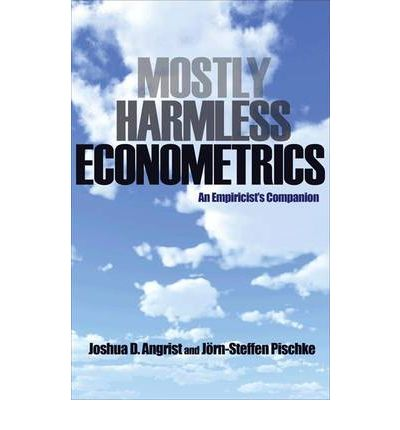 MOSTLY
HARMLESS
ECONOMETRICS
An Empiricist's Companion
Joshua D. Angrist and Jörn-Steffen Pischke